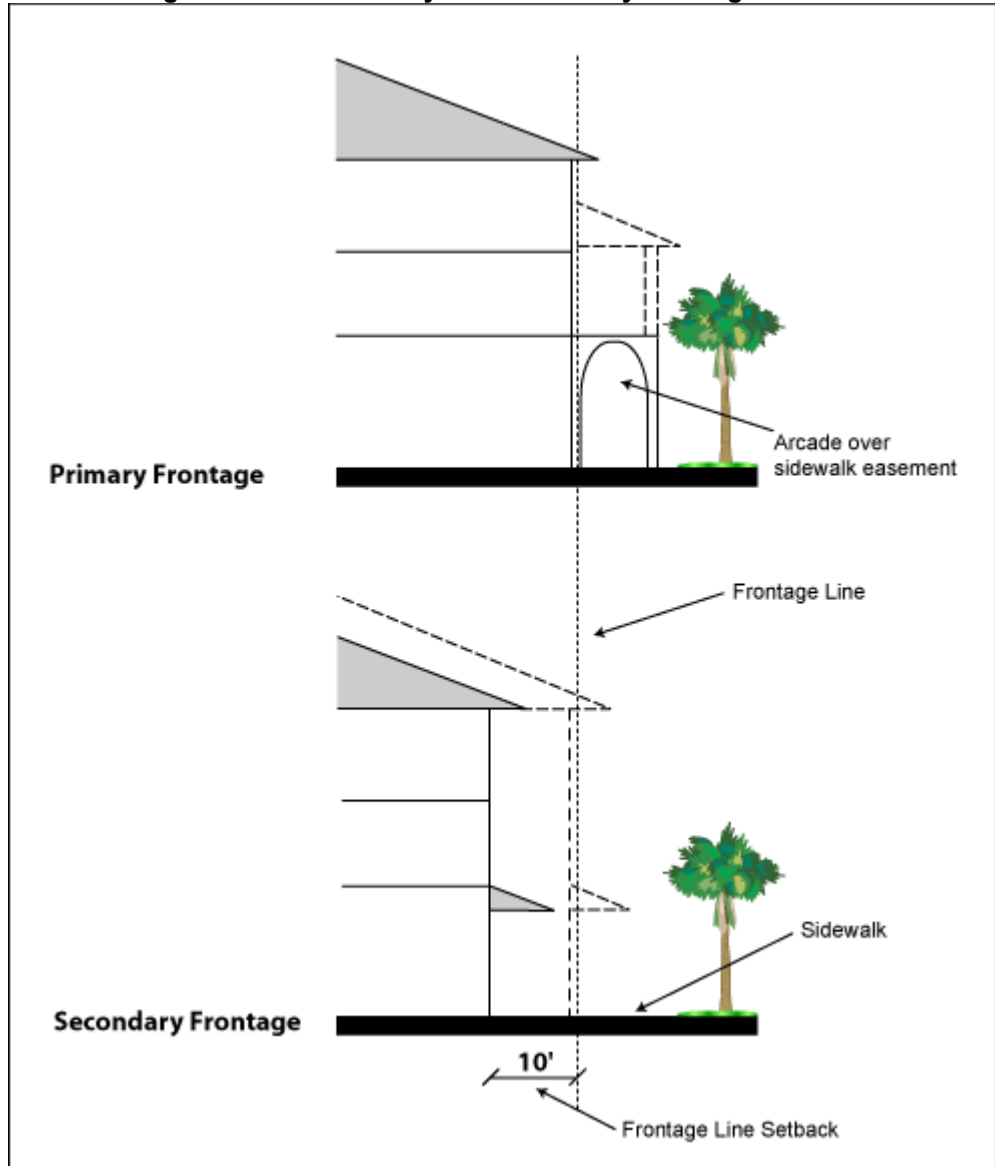 Arcade over
sidewalk easement
Primary Frontage
Frontage Line
Sidewalk
Secondary Frontage
10'
Frontage Line Setback